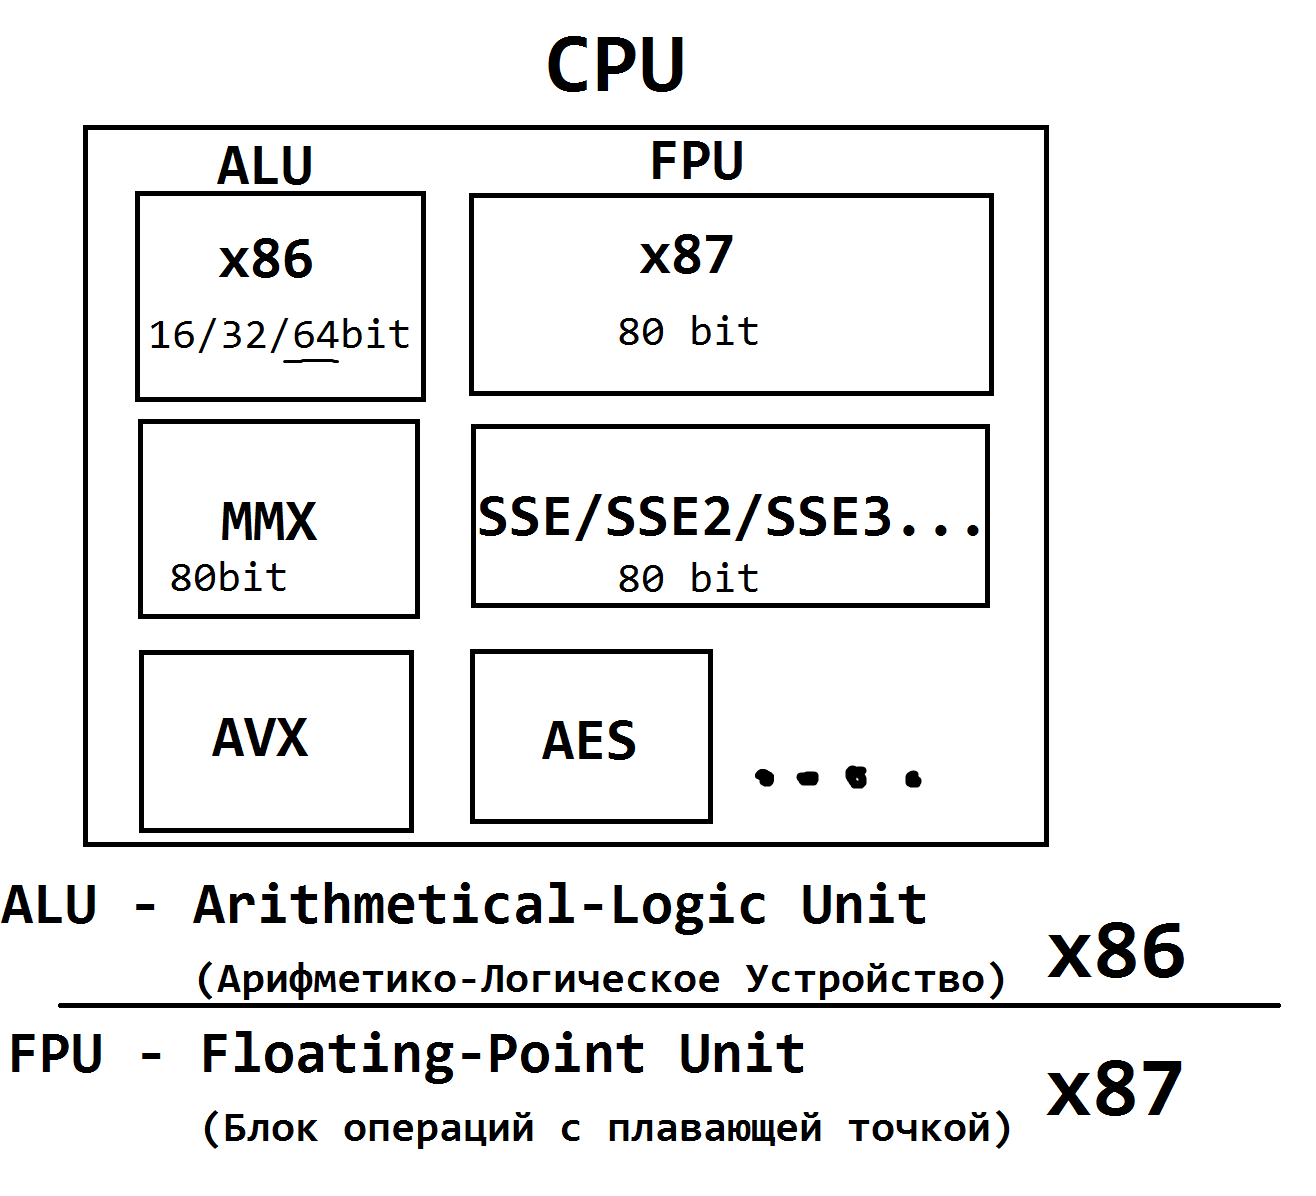 CPU
ALU
FPU
x86
16/32/64bit
x87
80 bit
MMX
80bit
SSE/SSE2/SSE3...
80 bit
AVX
AES
....
ALU - Arithmetical-Logic Unit
(Арифметико-Логическое Устройство)
x86
FPU - Floating-Point Unit
(Блок операций с плавающей точкой)
x87